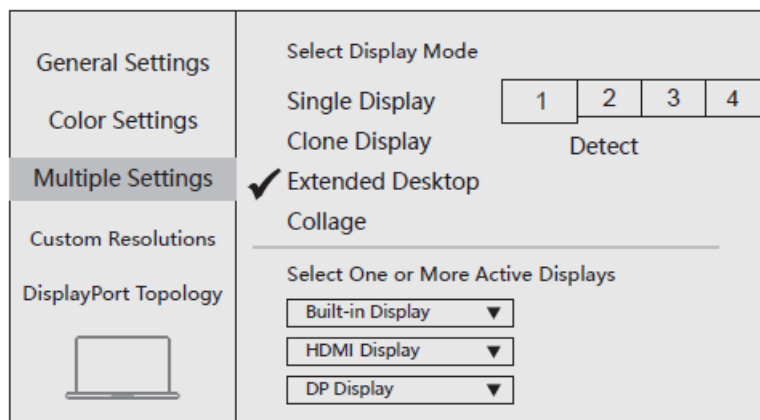 General Settings
Color Settings
Multiple Settings
Custom Resolutions
DisplayPort Topology
Select Display Mode
Single Display
1 2 3 4
Clone Display
Detect
Extended Desktop
Collage
Select One or More Active Displays
Built-in Display
HDMI Display
DP Display